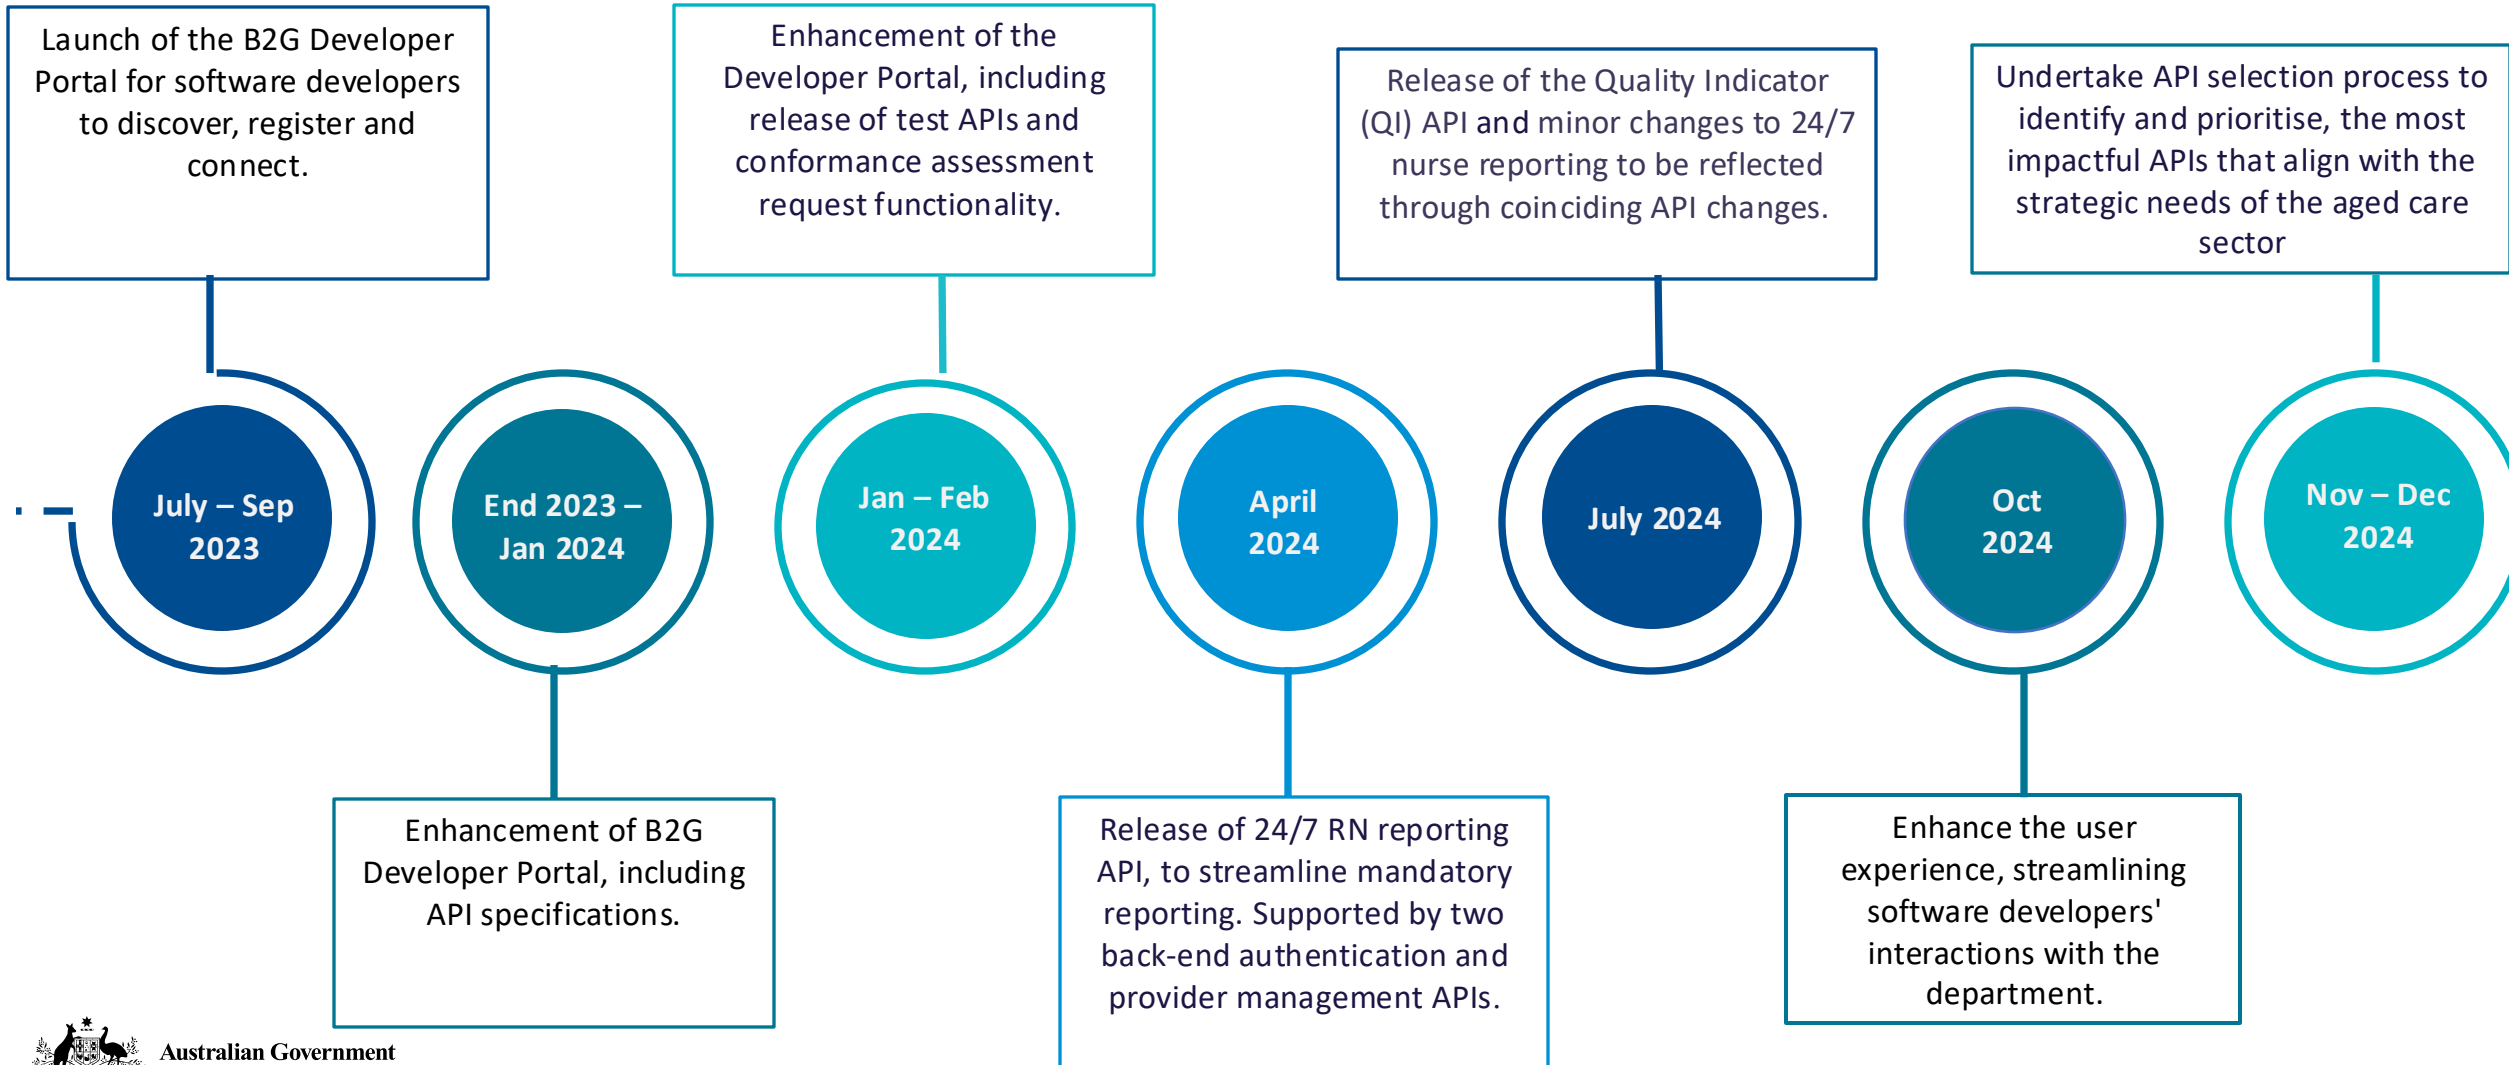 Launch of the B2G Developer
Portal for software developers
to discover, register and
connect.
Enhancement of the
Developer Portal, including
release of test APIs and
conformance assessment
request functionality.
Release of the Quality Indicator
(QI) API and minor changes to 24/7
nurse reporting to be reflected
through coinciding API changes.
Undertake API selection process to
identify and prioritise, the most
impactful APIs that align with the
strategic needs of the aged care
sector
July – Sep
2023
End 2023 –
Jan 2024
Jan – Feb
2024
April
2024
July 2024
Oct
2024
Nov – Dec
2024
Enhancement of B2G
Developer Portal, including
API specifications.
Release of 24/7 RN reporting
API, to streamline mandatory
reporting. Supported by two
back-end authentication and
provider management APIs.
Enhance the user
experience, streamlining
software developers'
interactions with the
department.
Australian Government